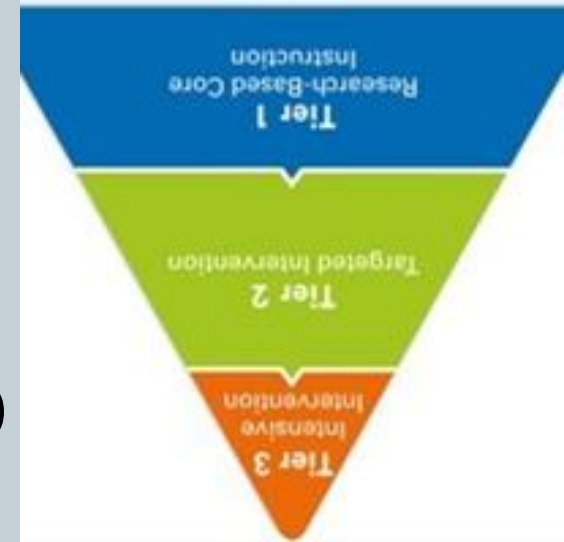 Tier 3
Intensive
Intervention
Tier 2
Targeted Intervention
Tier 1
Research-Based Core
Instruction
)